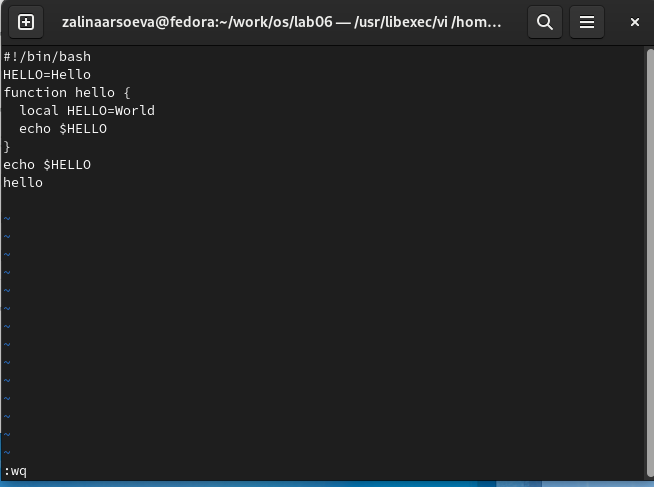 zalinaarsoeva@fedora:~/work/os/lab06 — /usr/libexec/vi /hom…
#!/bin/bash
HELLO=Hello
function hello {
  local HELLO=World
  echo $HELLO
}
echo $HELLO
hello

~
~
~
~
~
~
~
~
~
~
~
~
~
~
:wq